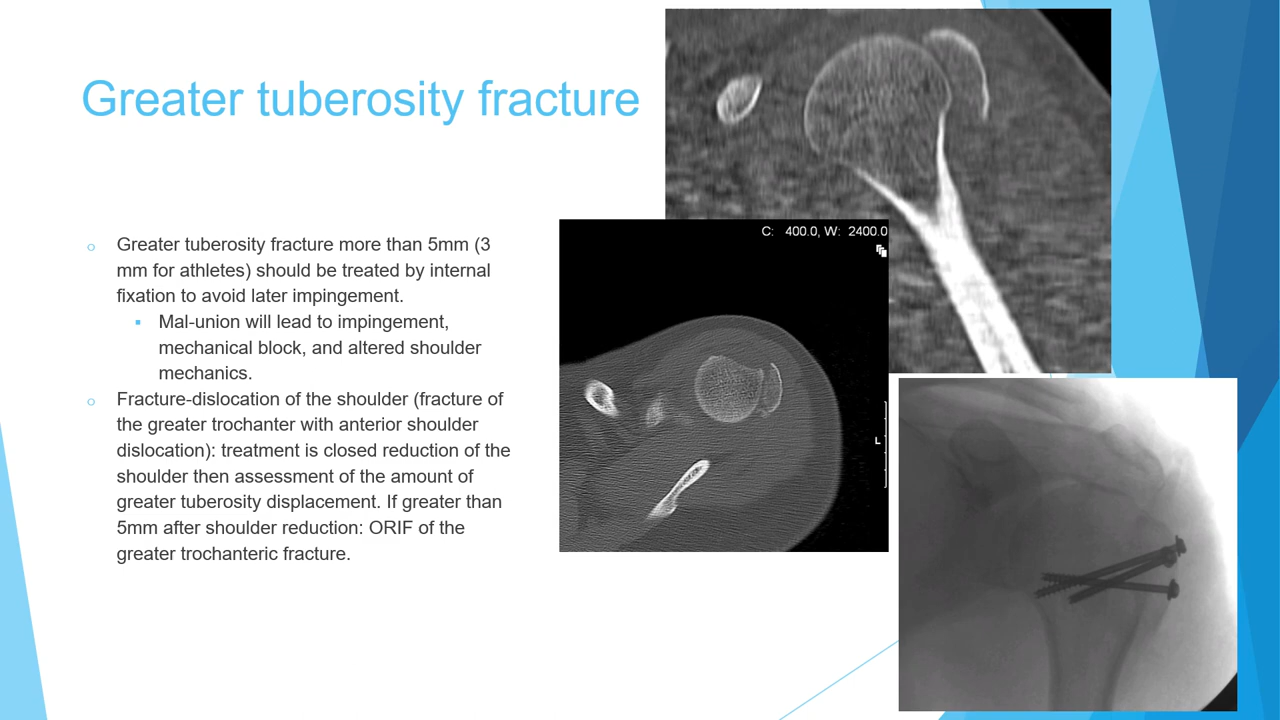 Greater tuberosity fracture
Greater tuberosity fracture more than 5mm (3
mm for athletes) should be treated by internal
fixation to avoid later impingement.
Mal-union will lead to impingement,
mechanical block, and altered shoulder
mechanics.
Fracture-dislocation of the shoulder (fracture of
the greater trochanter with anterior shoulder
dislocation): treatment is closed reduction of the
shoulder then assessment of the amount of
greater tuberosity displacement. If greater than
5mm after shoulder reduction: ORIF of the
greater trochanteric fracture.
C: 400.0, W: 2400.0
L